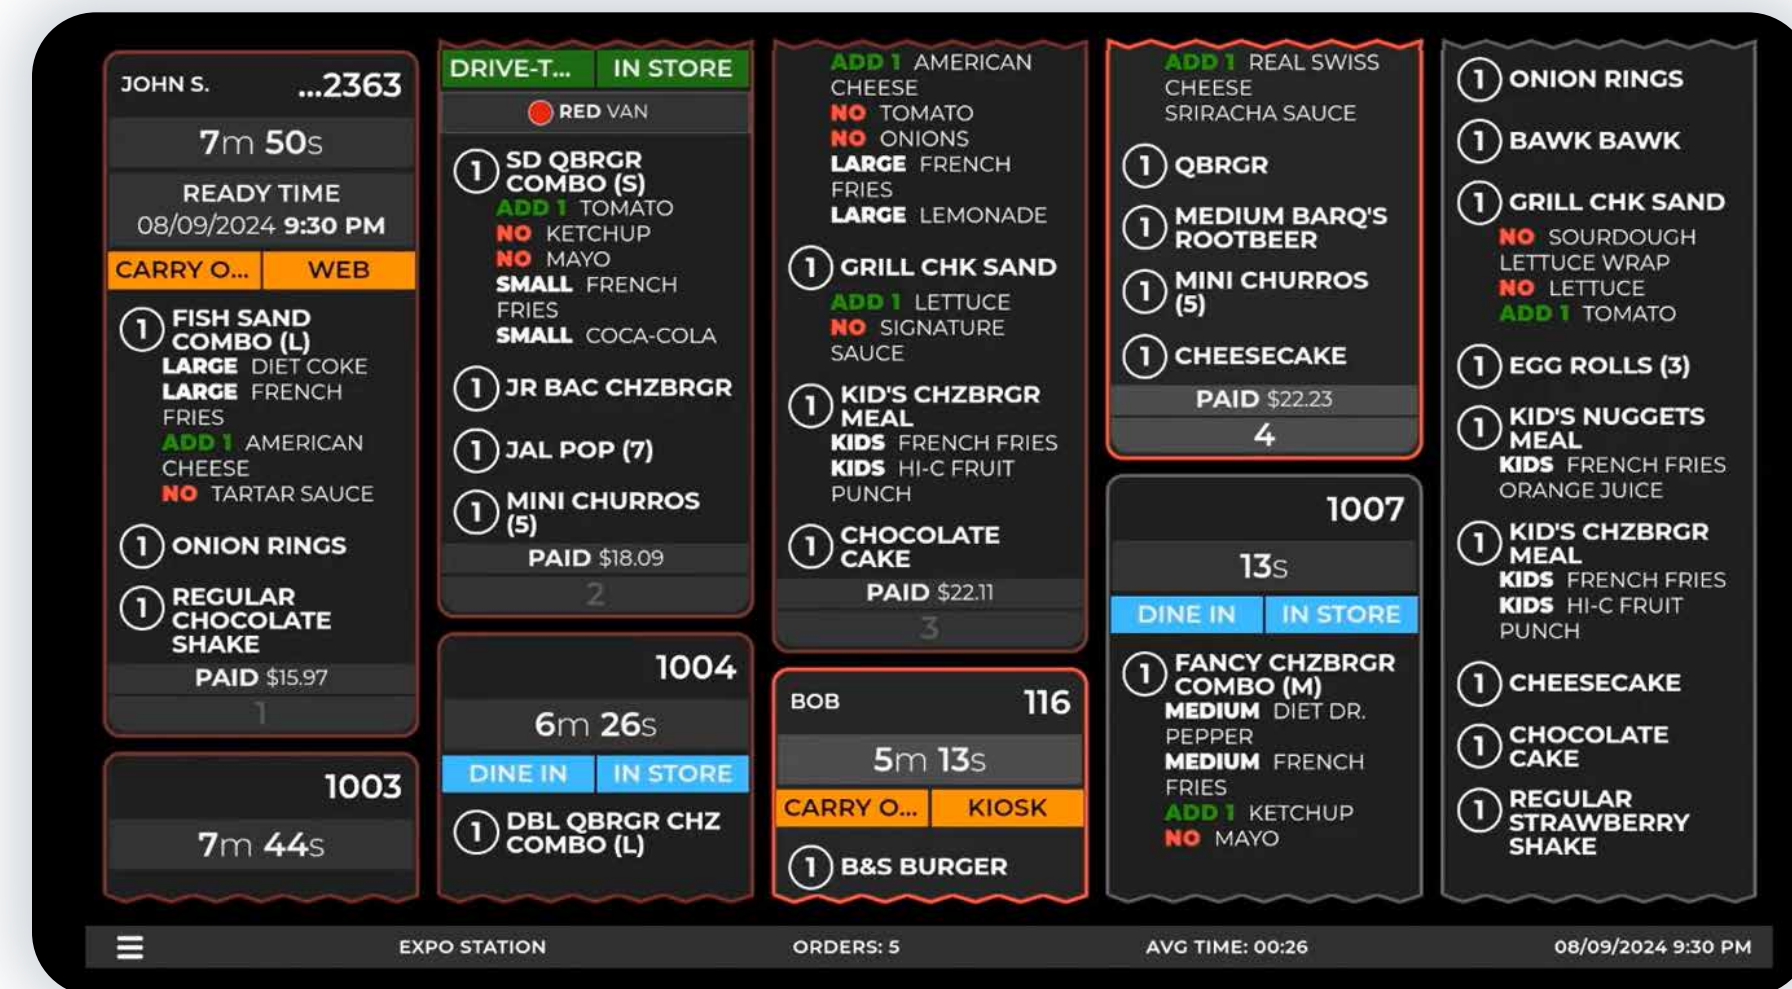 JOHN S. ...2363
7m 50s
READY TIME
08/09/2024 9:30 PM
CARRY O... WEB
1 FISH SAND
COMBO (L)
LARGE DIET COKE
LARGE FRENCH
FRIES
ADD 1 AMERICAN
CHEESE
NO TARTAR SAUCE
1 ONION RINGS
1 REGULAR
CHOCOLATE
SHAKE
PAID $15.97
1
1003
7m 44s
DRIVE-T... IN STORE
RED VAN
1 SD QBRGR
COMBO (S)
ADD 1 TOMATO
NO KETCHUP
NO MAYO
SMALL FRENCH
FRIES
SMALL COCA-COLA
1 JR BAC CHZBRGR
1 JAL POP (7)
1 MINI CHURROS
(5)
PAID $18.09
2
1004
6m 26s
DINE IN IN STORE
1 DBL QBRGR CHZ
COMBO (L)
ADD 1 AMERICAN
CHEESE
NO TOMATO
NO ONIONS
LARGE FRENCH
FRIES
LARGE LEMONADE
1 GRILL CHK SAND
ADD 1 LETTUCE
NO SIGNATURE
SAUCE
1 KID'S CHZBRGR
MEAL
KIDS FRENCH FRIES
KIDS HI-C FRUIT
PUNCH
1 CHOCOLATE
CAKE
PAID $22.11
3
BOB 116
5m 13s
CARRY O... KIOSK
1 B&S BURGER
ADD 1 REAL SWISS
CHEESE
SRIRACHA SAUCE
1 QBRGR
1 MEDIUM BARQ'S
ROOTBEER
1 MINI CHURROS
(5)
1 CHEESECAKE
PAID $22.23
4
1007
13s
DINE IN IN STORE
1 FANCY CHZBRGR
COMBO (M)
MEDIUM DIET DR.
PEPPER
MEDIUM FRENCH
FRIES
ADD 1 KETCHUP
NO MAYO
1 ONION RINGS
1 BAWK BAWK
1 GRILL CHK SAND
NO SOURDOUGH
LETTUCE WRAP
NO LETTUCE
ADD 1 TOMATO
1 EGG ROLLS (3)
1 KID'S NUGGETS
MEAL
KIDS FRENCH FRIES
ORANGE JUICE
1 KID'S CHZBRGR
MEAL
KIDS FRENCH FRIES
KIDS HI-C FRUIT
PUNCH
1 CHEESECAKE
1 CHOCOLATE
CAKE
1 REGULAR
STRAWBERRY
SHAKE
EXPO STATION ORDERS: 5 AVG TIME: 00:26 08/09/2024 9:30 PM